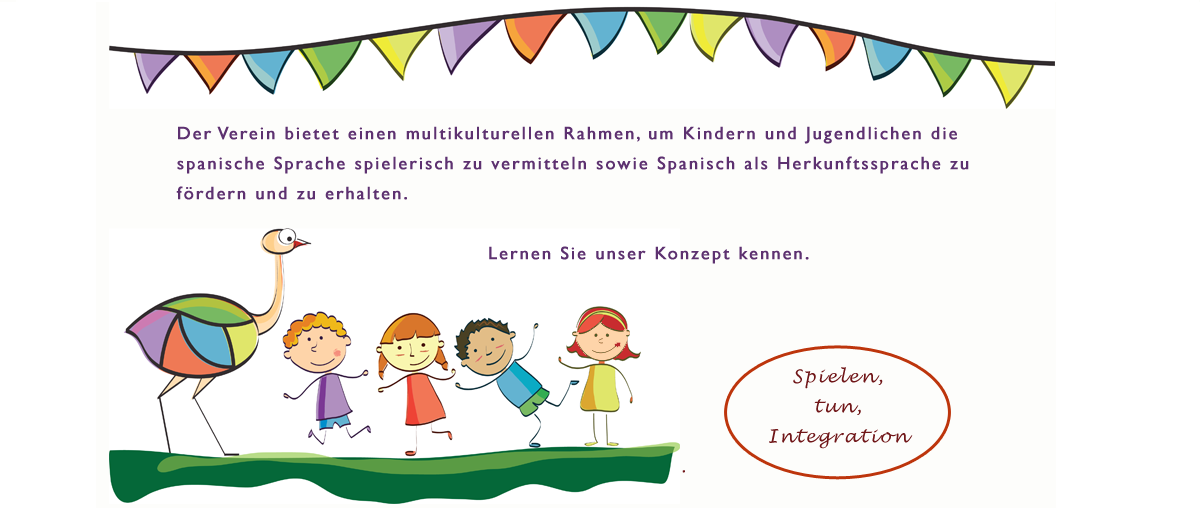 Der Verein bietet einen multikulturellen Rahmen, um Kindern und Jugendlichen die
spanische Sprache spielerisch zu vermitteln sowie Spanisch als Herkunftssprache zu
fördern und zu erhalten.
Lernen Sie unser Konzept kennen.
Spielen,
tun,
Integration
.